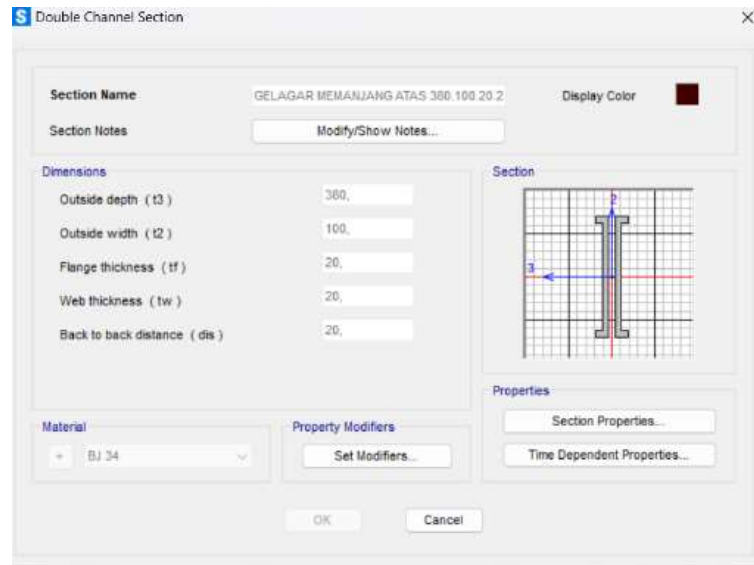 S Double Channel Section
Section Name GELAGAR MEMANJANG ATAS 380.100.20.2 Display Color
Section Notes Modify/Show Notes...
Dimensions
Outside depth ( t3 ) 380,
Outside width ( t2 ) 100,
Flange thickness ( tf ) 20,
Web thickness ( tw ) 20,
Back to back distance ( dis ) 20,
Section
2
3
Properties
Section Properties...
Time Dependent Properties...
Material
+ BJ 34
Property Modifiers
Set Modifiers...
OK Cancel